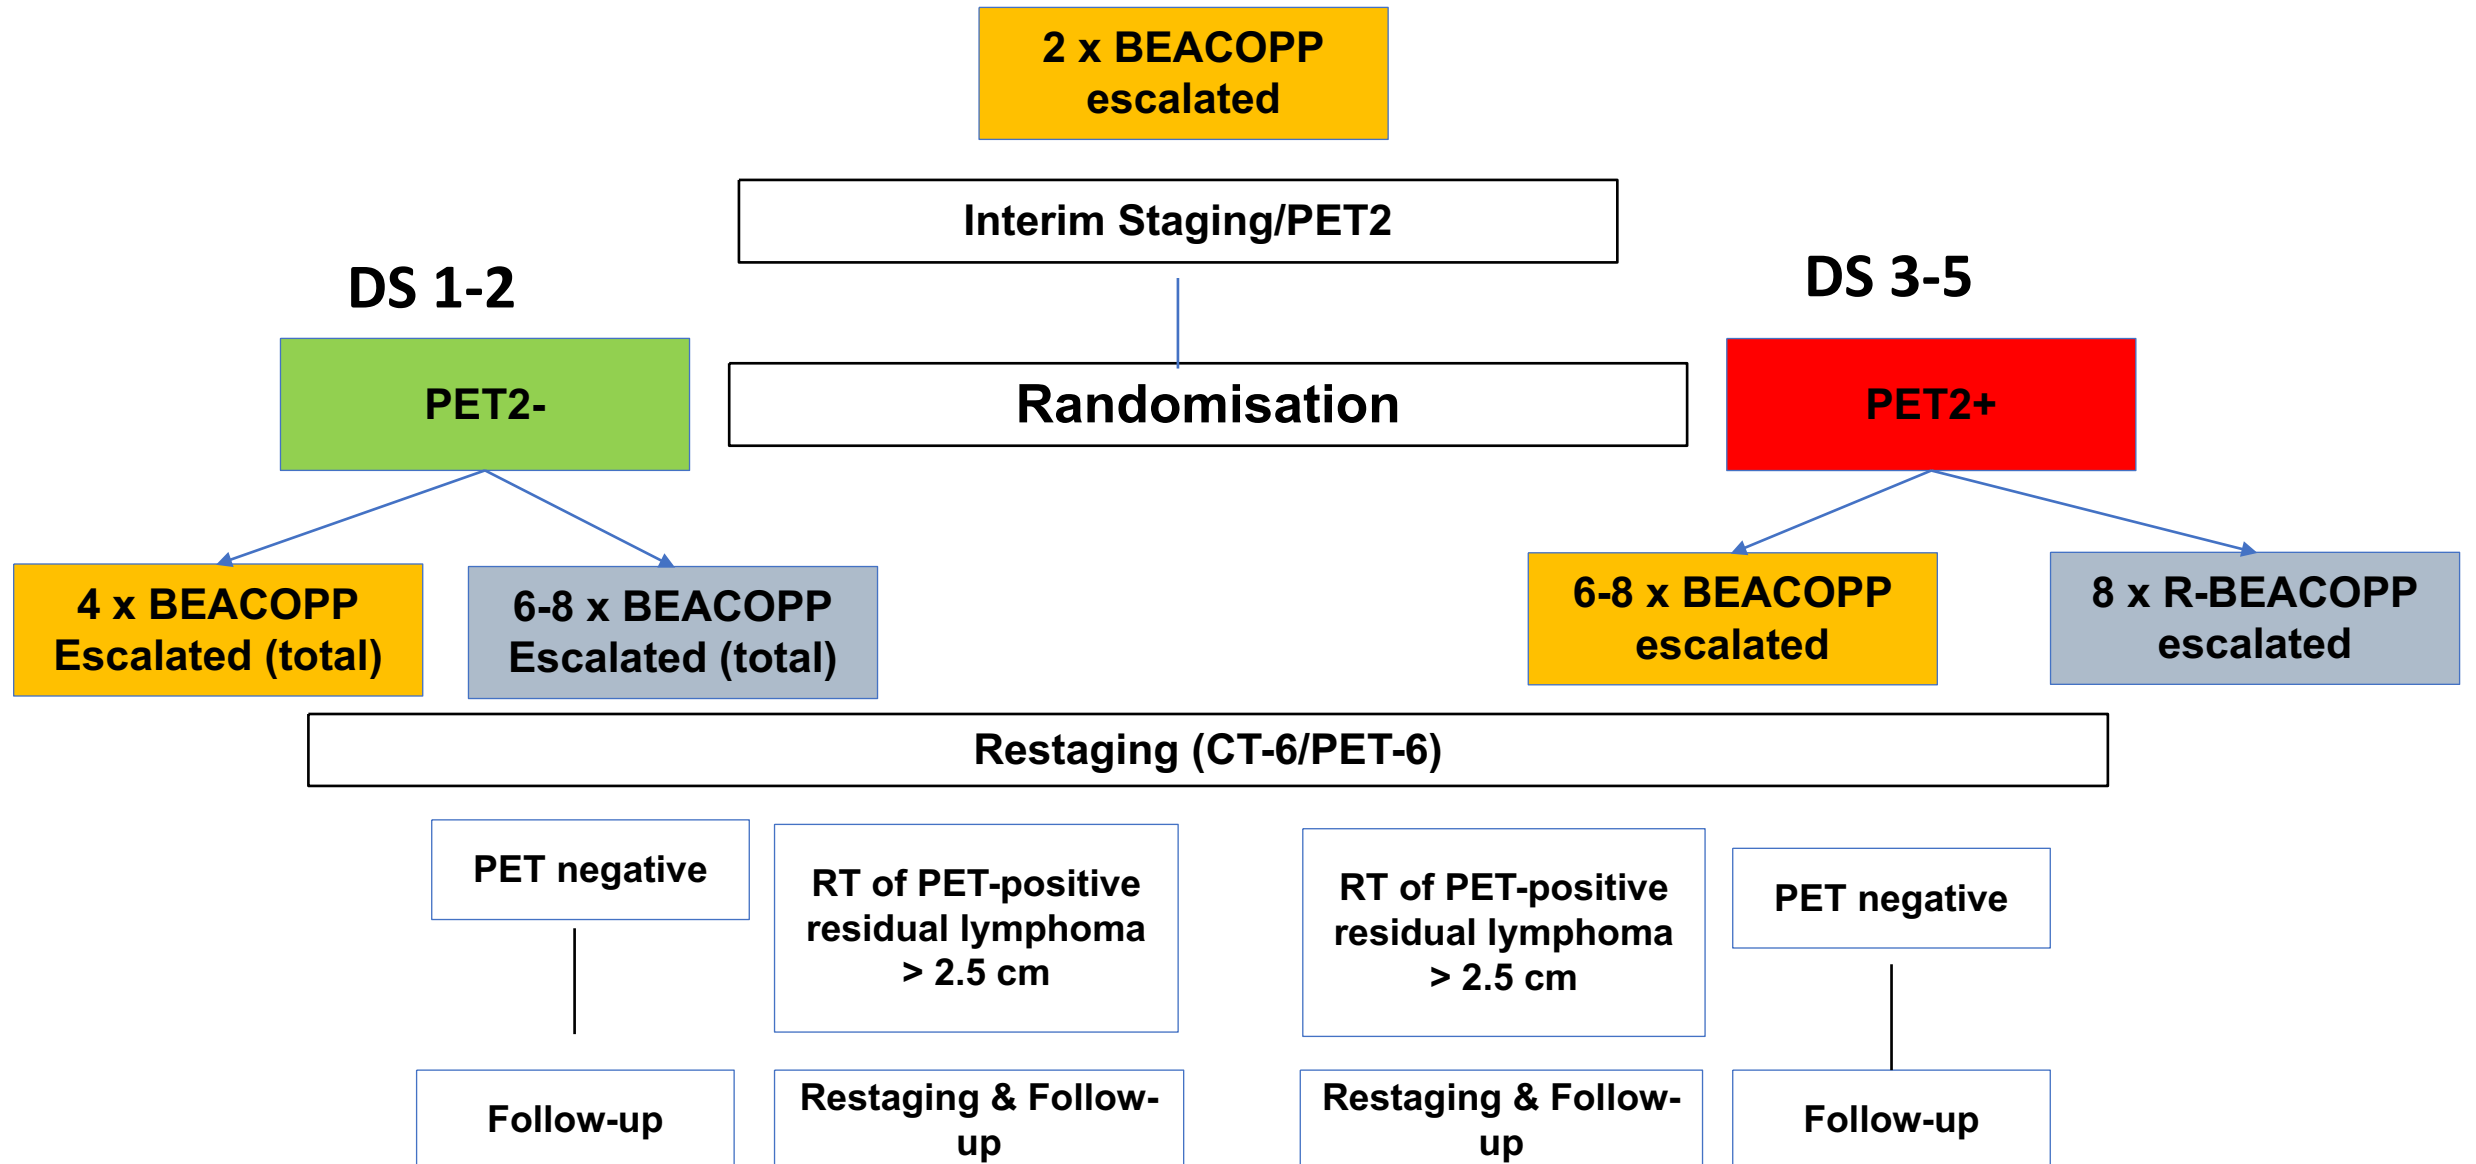 2 x BEACOPP
escalated
Interim Staging/PET2
DS 1-2
DS 3-5
PET2-
Randomisation
PET2+
4 x BEACOPP
Escalated (total)
6-8 x BEACOPP
Escalated (total)
6-8 x BEACOPP
escalated
8 x R-BEACOPP
escalated
Restaging (CT-6/PET-6)
PET negative
RT of PET-positive
residual lymphoma
> 2.5 cm
RT of PET-positive
residual lymphoma
> 2.5 cm
PET negative
Follow-up
Restaging & Follow-
up
Restaging & Follow-
up
Follow-up